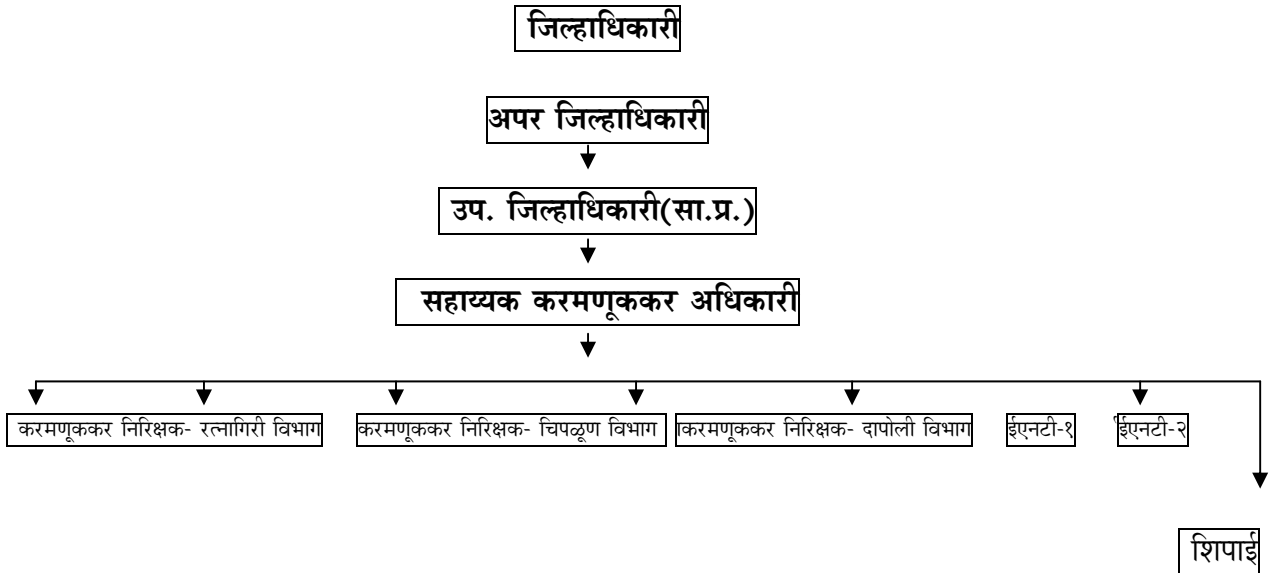 जिल्हाधिकारी
अपर जिल्हाधिकारी
उप. जिल्हाधिकारी(सा.प्र.)
सहाय्यक करमणूककर अधिकारी
करमणूककर निरिक्षक- रत्नागिरी विभाग
करमणूककर निरिक्षक- चिपळूण विभाग
करमणूककर निरिक्षक- दापोली विभाग
ईएनटी-१
ईएनटी-२
शिपाई